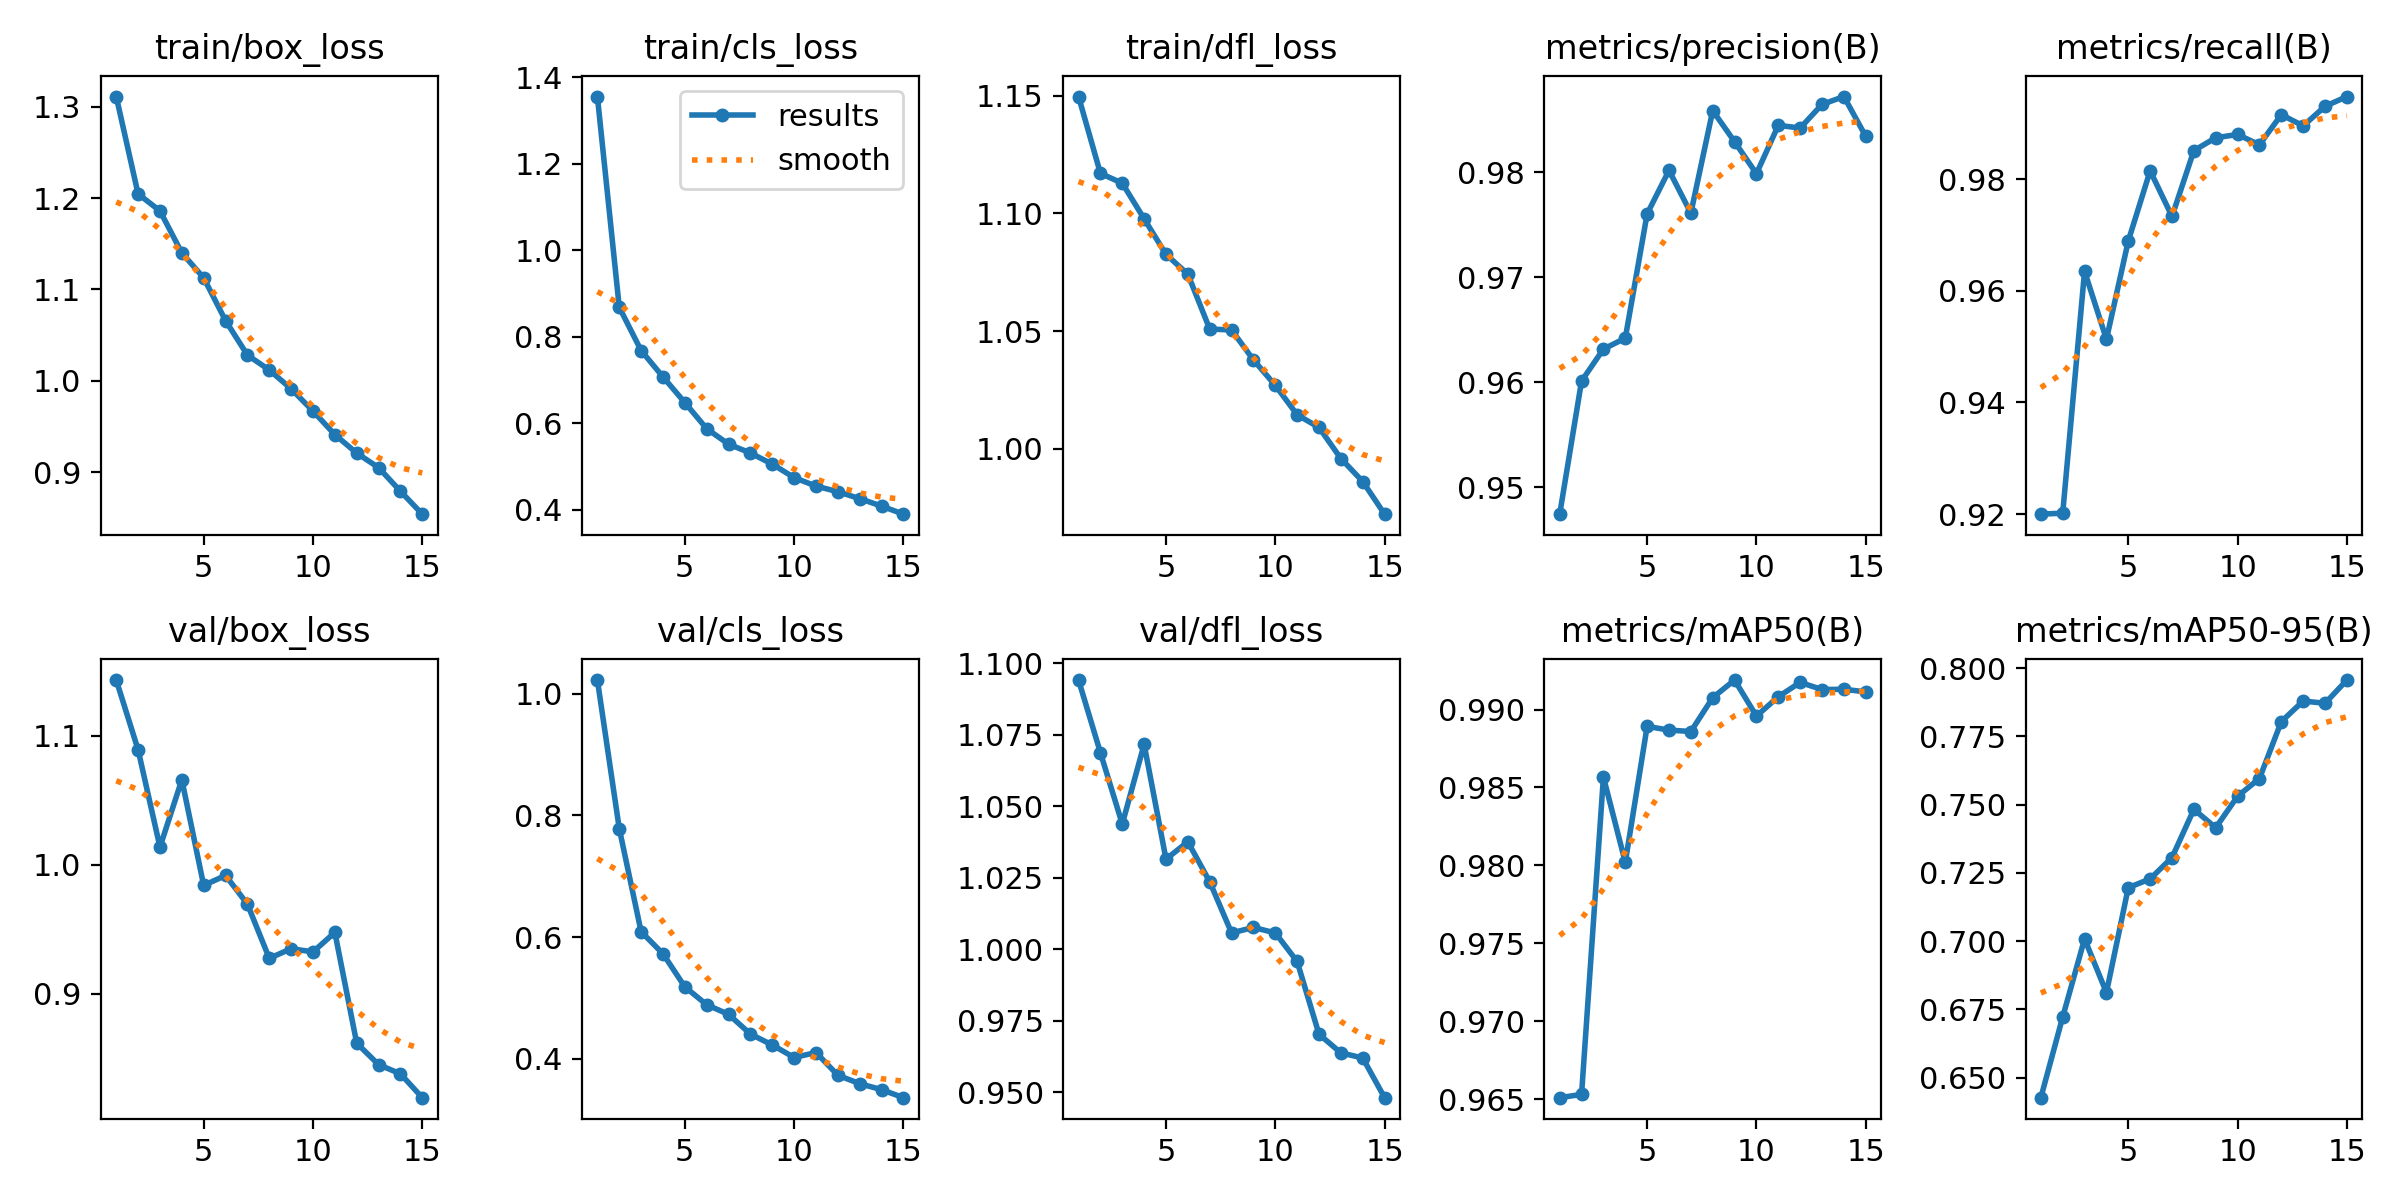 train/box_loss
1.3
1.2
1.1
1.0
0.9
5 10 15
train/cls_loss
results
smooth
1.4
1.2
1.0
0.8
0.6
0.4
5 10 15
train/dfl_loss
1.15
1.10
1.05
1.00
5 10 15
metrics/precision(B)
0.98
0.97
0.96
0.95
5 10 15
metrics/recall(B)
0.98
0.96
0.94
0.92
5 10 15
val/box_loss
1.1
1.0
0.9
5 10 15
val/cls_loss
1.0
0.8
0.6
0.4
5 10 15
val/dfl_loss
1.100
1.075
1.050
1.025
1.000
0.975
0.950
5 10 15
metrics/mAP50(B)
0.990
0.985
0.980
0.975
0.970
0.965
5 10 15
metrics/mAP50-95(B)
0.800
0.775
0.750
0.725
0.700
0.675
0.650
5 10 15